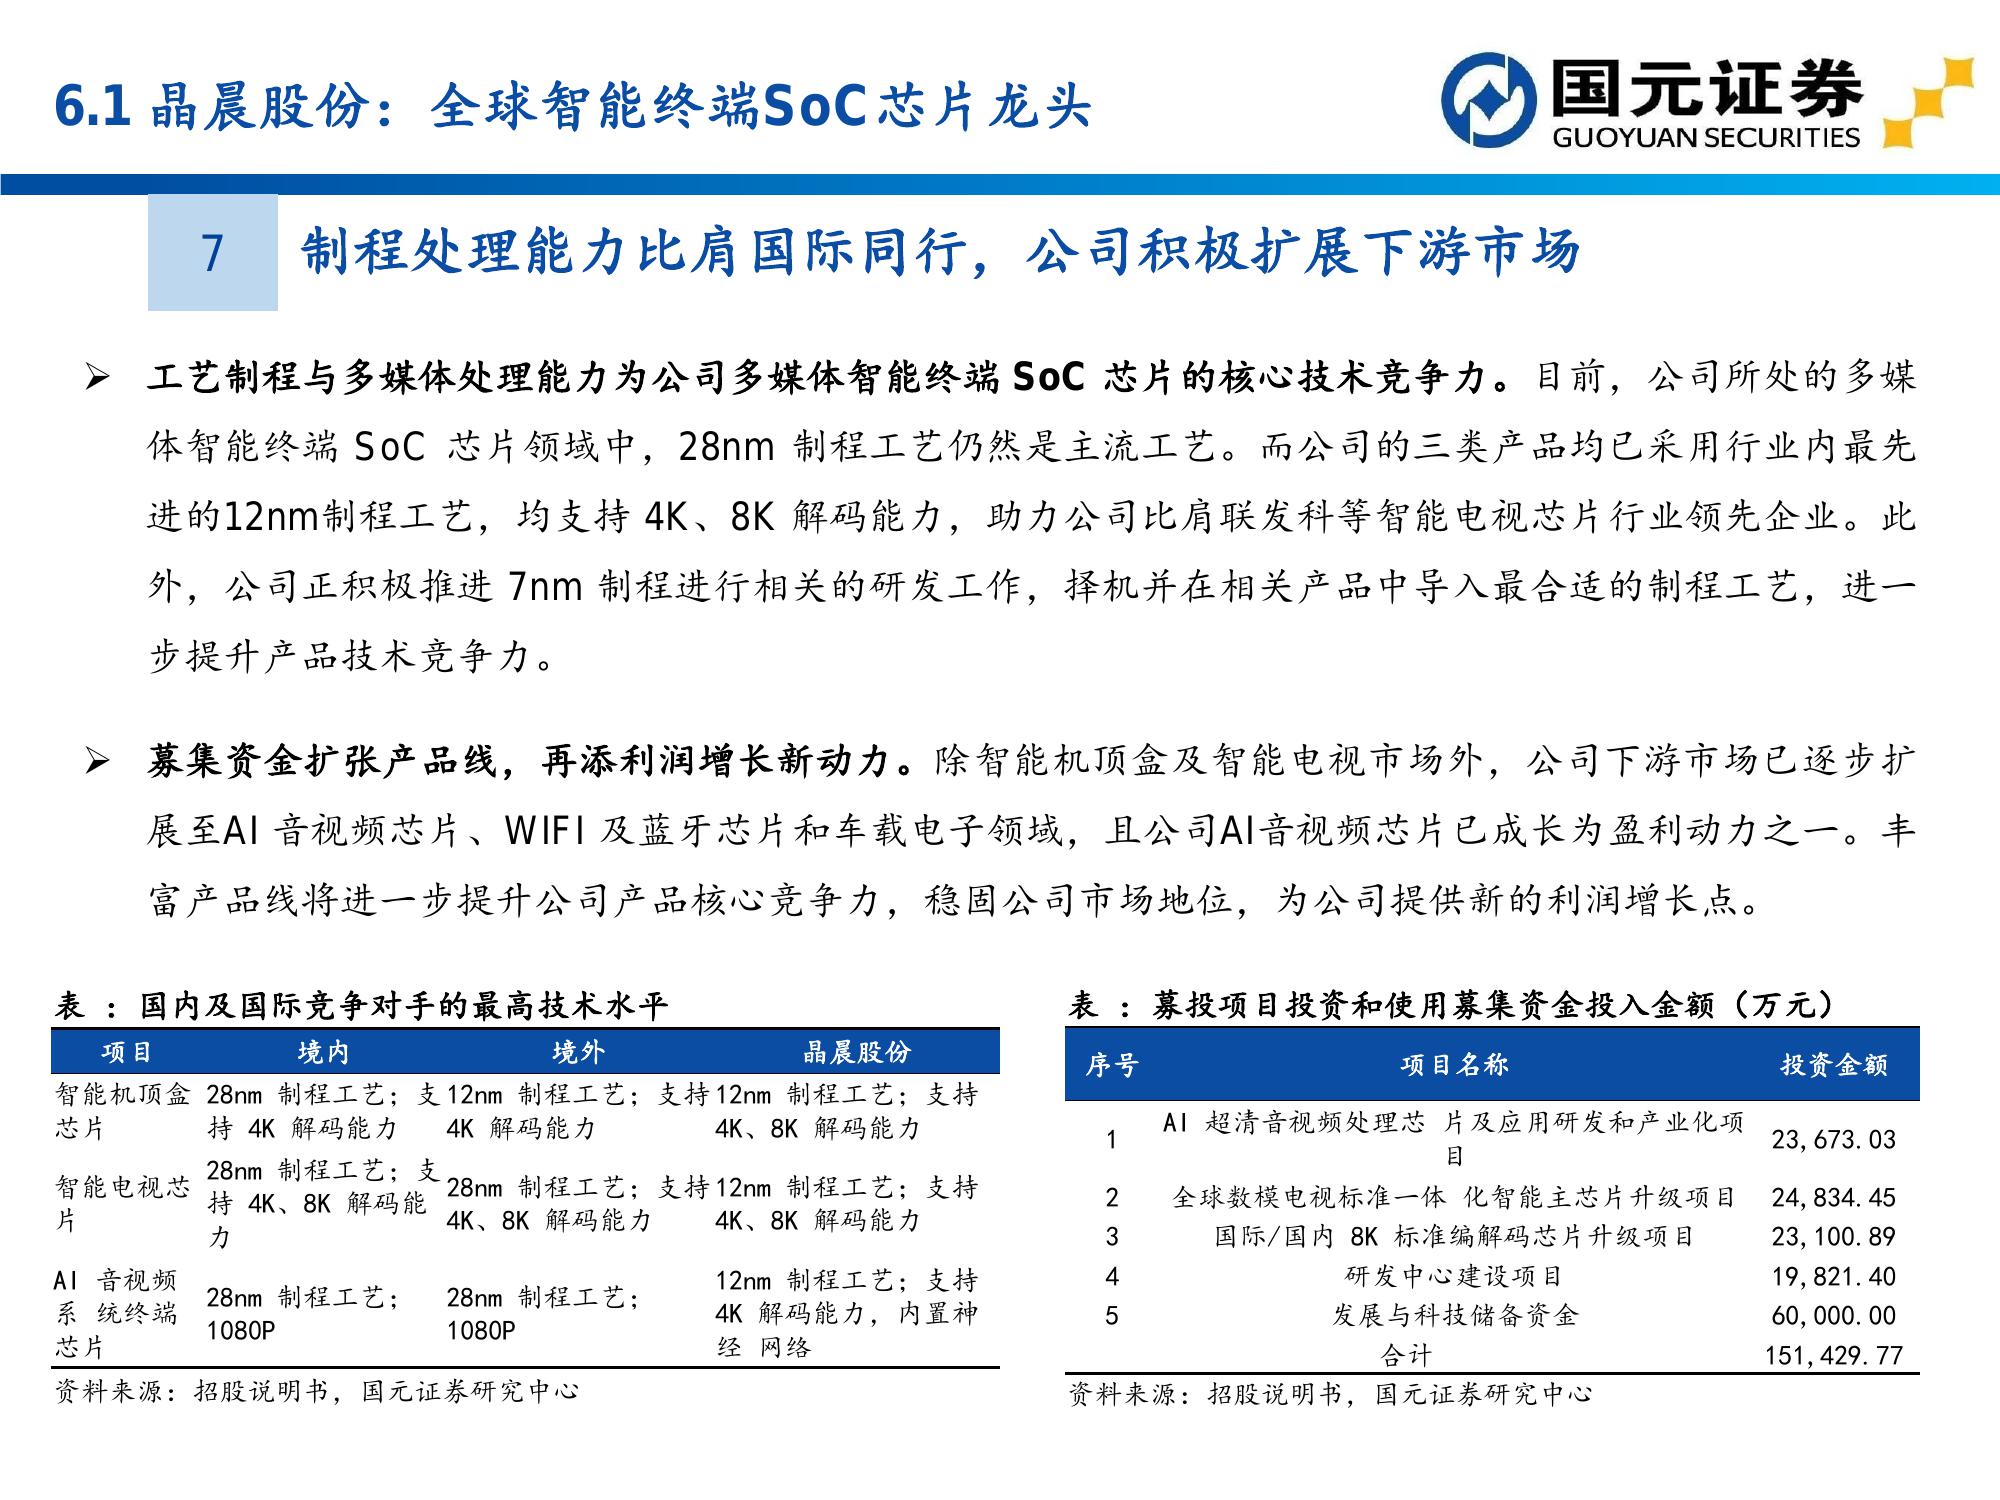 6.1 晶晨股份：全球智能终端SoC芯片龙头
国元证券
GUOYUAN SECURITIES
7
制程处理能力比肩国际同行，公司积极扩展下游市场
➢ 工艺制程与多媒体处理能力为公司多媒体智能终端 SoC 芯片的核心技术竞争力。目前，公司所处的多媒
体智能终端 SoC 芯片领域中，28nm 制程工艺仍然是主流工艺。而公司的三类产品均已采用行业内最先
进的12nm制程工艺，均支持 4K、8K 解码能力，助力公司比肩联发科等智能电视芯片行业领先企业。此
外，公司正积极推进 7nm 制程进行相关的研发工作，择机并在相关产品中导入最合适的制程工艺，进一
步提升产品技术竞争力。
➢ 募集资金扩张产品线，再添利润增长新动力。除智能机顶盒及智能电视市场外，公司下游市场已逐步扩
展至AI 音视频芯片、WIFI 及蓝牙芯片和车载电子领域，且公司AI音视频芯片已成长为盈利动力之一。丰
富产品线将进一步提升公司产品核心竞争力，稳固公司市场地位，为公司提供新的利润增长点。
表 ：国内及国际竞争对手的最高技术水平
项目 境内 境外 晶晨股份
智能机顶盒 28nm 制程工艺；支 12nm 制程工艺；支持 12nm 制程工艺；支持
芯片 持 4K 解码能力 4K 解码能力 4K、8K 解码能力
28nm 制程工艺；支
智能电视芯 持 4K、8K 解码能 28nm 制程工艺；支持 12nm 制程工艺；支持
片 力 4K、8K 解码能力 4K、8K 解码能力
AI 音视频 12nm 制程工艺；支持
系 统终端 28nm 制程工艺； 28nm 制程工艺； 4K 解码能力，内置神
芯片 1080P 1080P 经 网络
资料来源：招股说明书，国元证券研究中心
表 ：募投项目投资和使用募集资金投入金额（万元）
序号 项目名称 投资金额
1 AI 超清音视频处理芯 片及应用研发和产业化项 23,673.03
目
2 全球数模电视标准一体 化智能主芯片升级项目 24,834.45
3 国际/国内 8K 标准编解码芯片升级项目 23,100.89
4 研发中心建设项目 19,821.40
5 发展与科技储备资金 60,000.00
合计 151,429.77
资料来源：招股说明书，国元证券研究中心